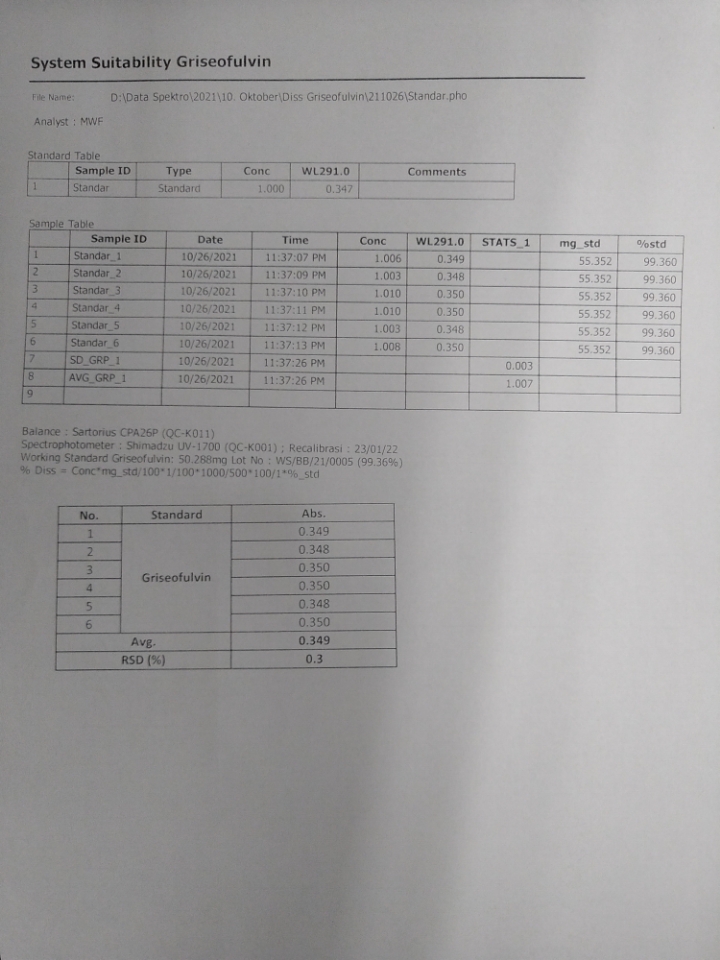 System Suitability Griseofulvin
File Name: D:\Data Spektro\2021\10. Oktober\Diss Griseofulvin\211026\Standar.pho
Analyst : MWF
Standard Table
Sample ID Type Conc WL291.0 Comments
1 Standar Standard 1.000 0.347
Sample Table
Sample ID Date Time Conc WL291.0 STATS_1 mg_std %std
1 Standar_1 10/26/2021 11:37:07 PM 1.006 0.349 55.352 99.360
2 Standar_2 10/26/2021 11:37:09 PM 1.003 0.348 55.352 99.360
3 Standar_3 10/26/2021 11:37:10 PM 1.010 0.350 55.352 99.360
4 Standar_4 10/26/2021 11:37:11 PM 1.010 0.350 55.352 99.360
5 Standar_5 10/26/2021 11:37:12 PM 1.003 0.348 55.352 99.360
6 Standar_6 10/26/2021 11:37:13 PM 1.008 0.350 55.352 99.360
7 SD_GRP_1 10/26/2021 11:37:26 PM 0.003
8 AVG_GRP_1 10/26/2021 11:37:26 PM 1.007
9
Balance : Sartorius CPA26P (QC-K011)
Spectrophotometer : Shimadzu UV-1700 (QC-K001) ; Recalibrasi : 23/01/22
Working Standard Griseofulvin: 50.288mg Lot No : WS/BB/21/0005 (99.36%)
% Diss = Conc*mg_std/100*1/100*1000/500*100/1*%_std
No. Standard Abs.
1 0.349
2 0.348
3 0.350
Griseofulvin
4 0.350
5 0.348
6 0.350
Avg. 0.349
RSD (%) 0.3